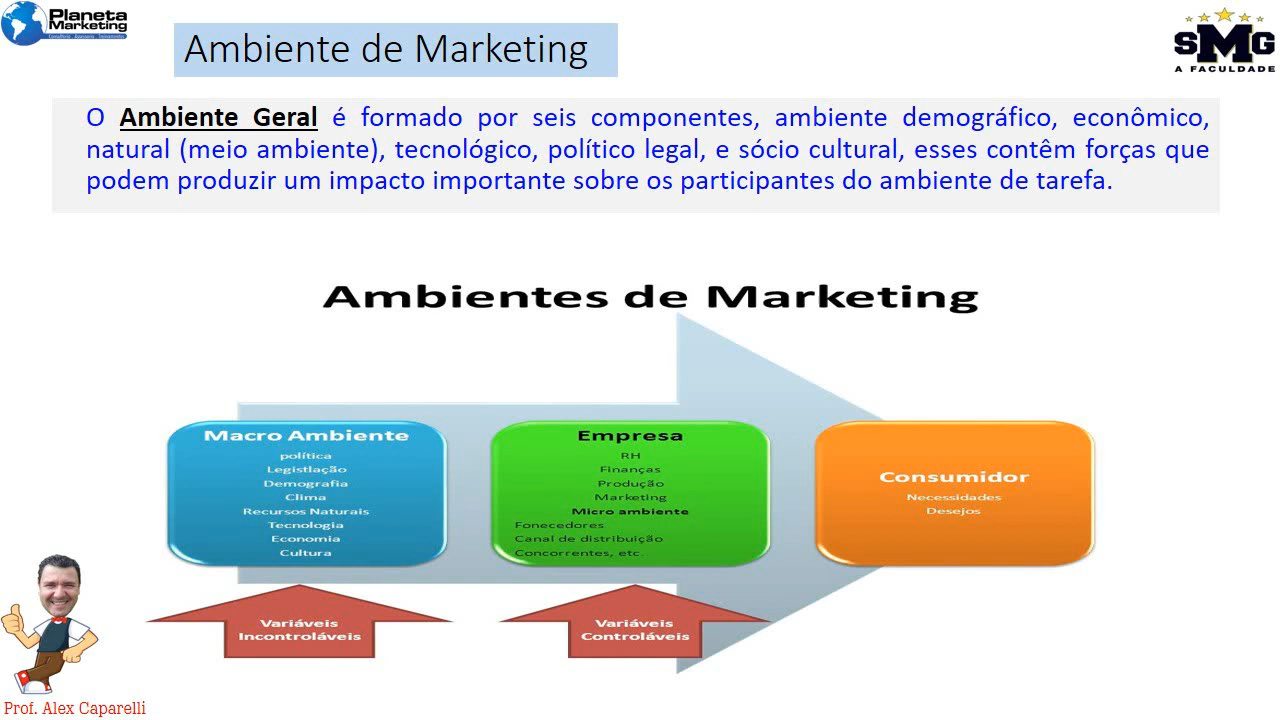 Planeta
Marketing
Ambiente de Marketing
SMG
A FACULDADE
O Ambiente Geral é formado por seis componentes, ambiente demográfico, econômico,
natural (meio ambiente), tecnológico, político legal, e sócio cultural, esses contêm forças que
podem produzir um impacto importante sobre os participantes do ambiente de tarefa.
Ambientes de Marketing
Macro Ambiente
política
Legistlação
Demografia
Clima
Recursos Naturais
Tecnologia
Economia
Cultura
Empresa
RH
Finanças
Produção
Marketing
Micro ambiente
Fonecedores
Canal de distribuição
Concorrentes, etc.
Consumidor
Necessidades
Desejos
Variáveis
Incontroláveis
Variáveis
Controláveis
Prof. Alex Caparelli